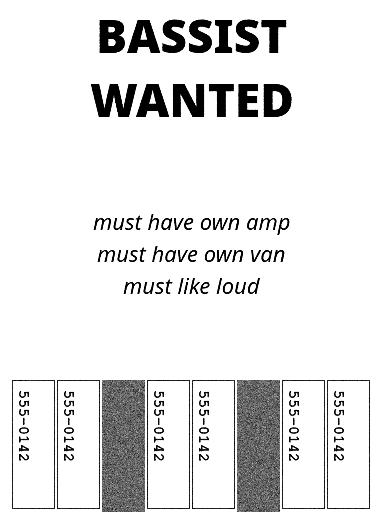 BASSIST
WANTED
must have own amp
must have own van
must like loud
555-0142
555-0142
555-0142
555-0142
555-0142
555-0142